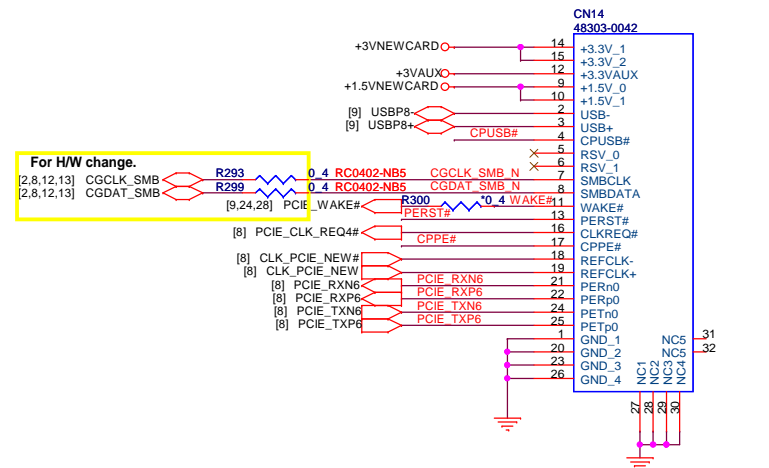 CN14
48303-0042
+3VNEWCARD 14 +3.3V_1
15 +3.3V_2
+3VAUX 12 +3.3VAUX
+1.5VNEWCARD 9 +1.5V_0
10 +1.5V_1
[9] USBP8- 2 USB-
[9] USBP8+ 3 USB+
CPUSB# 4 CPUSB#
5 RSV_0
For H/W change. 6 RSV_1
[2,8,12,13] CGCLK_SMB R293 0_4 RC0402-NB5 CGCLK_SMB_N 7 SMBCLK
[2,8,12,13] CGDAT_SMB R299 0_4 RC0402-NB5 CGDAT_SMB_N 8 SMBDATA
[9,24,28] PCIE_WAKE# R300 *0_4 WAKE# 11 WAKE#
PERST# 13 PERST#
[8] PCIE_CLK_REQ4# 16 CLKREQ#
CPPE# 17 CPPE#
[8] CLK_PCIE_NEW# 18 REFCLK-
[8] CLK_PCIE_NEW 19 REFCLK+
[8] PCIE_RXN6 PCIE_RXN6 21 PERn0
[8] PCIE_RXP6 PCIE_RXP6 22 PERp0
[8] PCIE_TXN6 PCIE_TXN6 24 PETn0
[8] PCIE_TXP6 PCIE_TXP6 25 PETp0
1 GND_1 NC5 31
20 GND_2 NC5 32
23 GND_3
26 GND_4
NC1 NC2 NC3 NC4
27 28 29 30